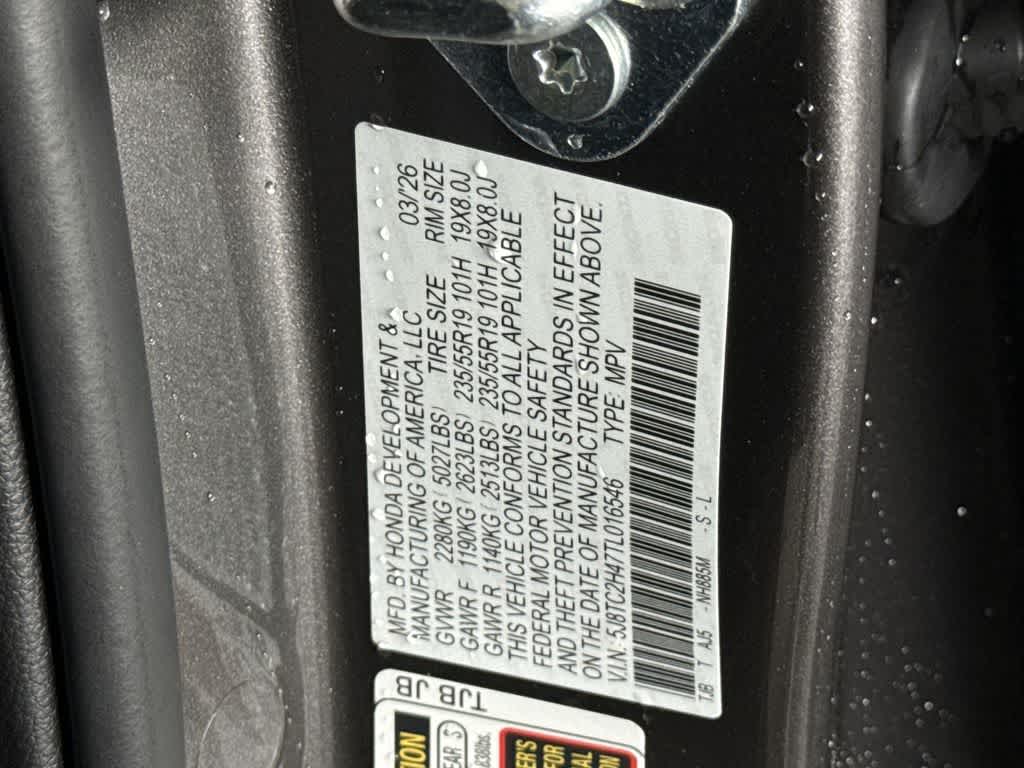 MFD. BY HONDA DEVELOPMENT & 03/'26
MANUFACTURING OF AMERICA, LLC
GVWR 2280KG (5027LBS) TIRE SIZE RIM SIZE
GAWR F 1190KG (2623LBS) 235/55R19 101H 19X8.0J
GAWR R 1140KG (2513LBS) 235/55R19 101H 19X8.0J
THIS VEHICLE CONFORMS TO ALL APPLICABLE
FEDERAL MOTOR VEHICLE SAFETY
AND THEFT PREVENTION STANDARDS IN EFFECT
ON THE DATE OF MANUFACTURE SHOWN ABOVE.
V.I.N.: 5J8TC2H47TL016546 TYPE: MPV
TJB T AJ5 -NH885M -S-L
TJB JB